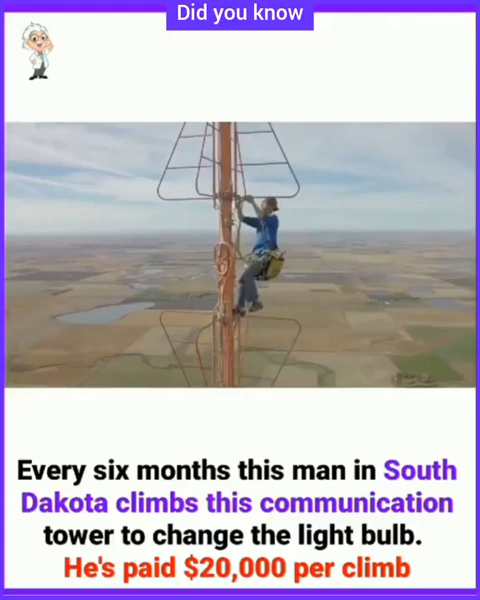 Did you know
Every six months this man in South
Dakota climbs this communication
tower to change the light bulb.
He's paid $20,000 per climb